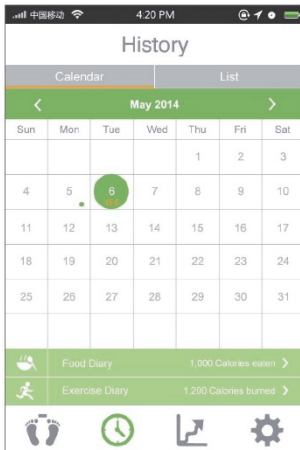 中国移动 4:20 PM
History
Calendar List
May 2014
Sun Mon Tue Wed Thu Fri Sat
1 2 3
4 5 6 7 8 9 10
11 12 13 14 15 16 17
18 19 20 21 22 23 24
25 26 27 28 29 30 31
Food Diary 1,000 Calories eaten
Exercise Diary 1,200 Calories burned